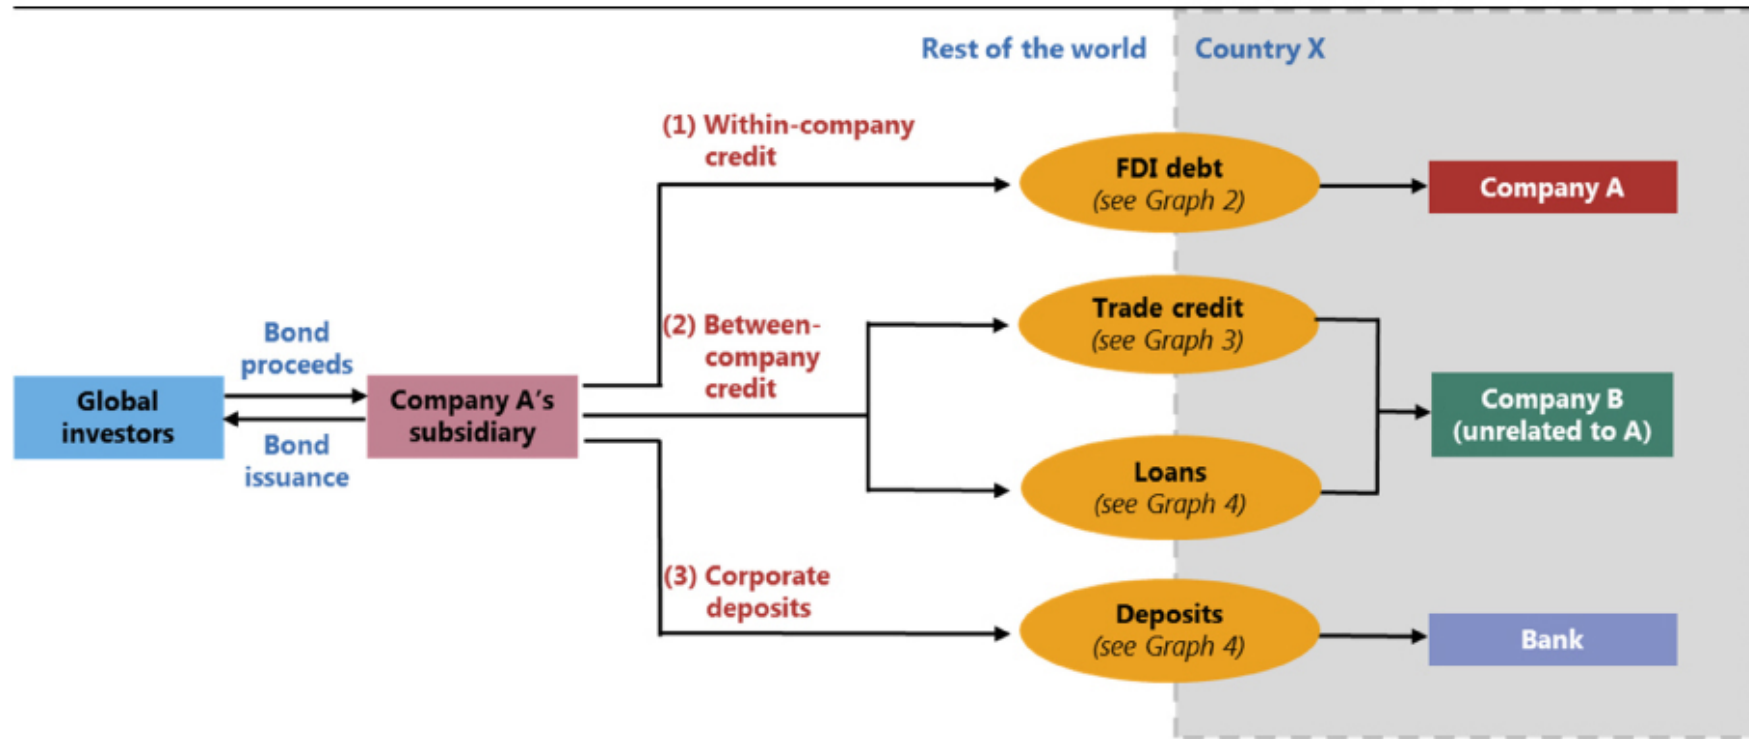 Rest of the world
Country X
(1) Within-company
credit
FDI debt
(see Graph 2)
Company A
(2) Between-
company
credit
Trade credit
(see Graph 3)
Bond
proceeds
Global
investors
Company A's
subsidiary
Bond
issuance
Company B
(unrelated to A)
Loans
(see Graph 4)
(3) Corporate
deposits
Deposits
(see Graph 4)
Bank